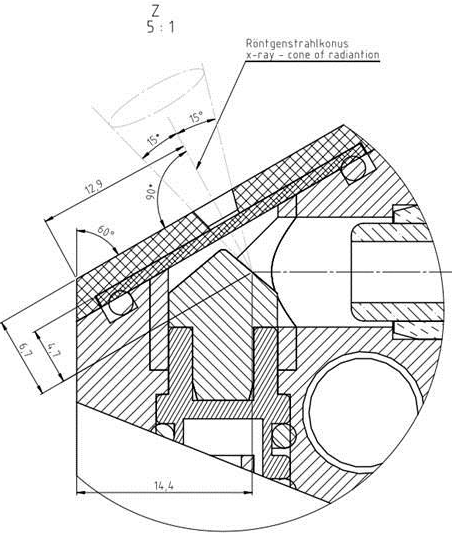 Z
5 : 1
Röntgenstrahlkonus
x-ray - cone of radiantion
15°
15°
12,9
90°
60°
6,7
4,7
14,4